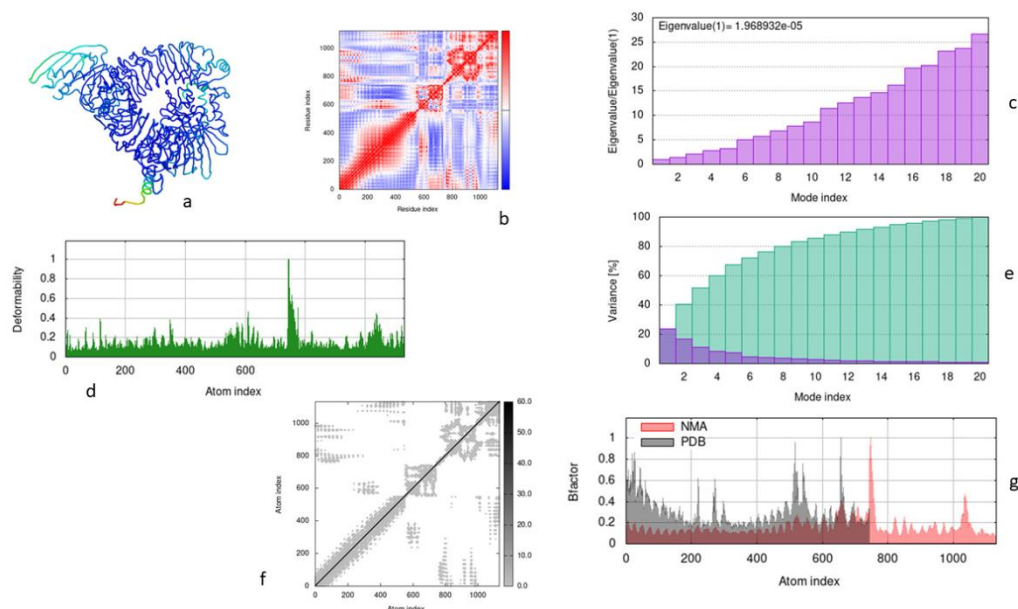 a
1000
800
600
400
200
0
Residue index
0 200 400 600 800 1000
Residue index
b
Eigenvalue(1)= 1.968932e-05
30
25
20
15
10
5
0
Eigenvalue/Eigenvalue(1)
2 4 6 8 10 12 14 16 18 20
Mode index
c
1
0.8
0.6
0.4
0.2
0
Deformability
0 200 400 600
Atom index
d
100
80
60
40
20
0
Variance [%]
2 4 6 8 10 12 14 16 18 20
Mode index
e
1000
800
600
400
200
0
Atom index
0 200 400 600 800 1000
Atom index
60.0
50.0
40.0
30.0
20.0
10.0
0.0
f
NMA
PDB
1
0.8
0.6
0.4
0.2
0
Bfactor
0 200 400 600 800 1000
Atom index
g